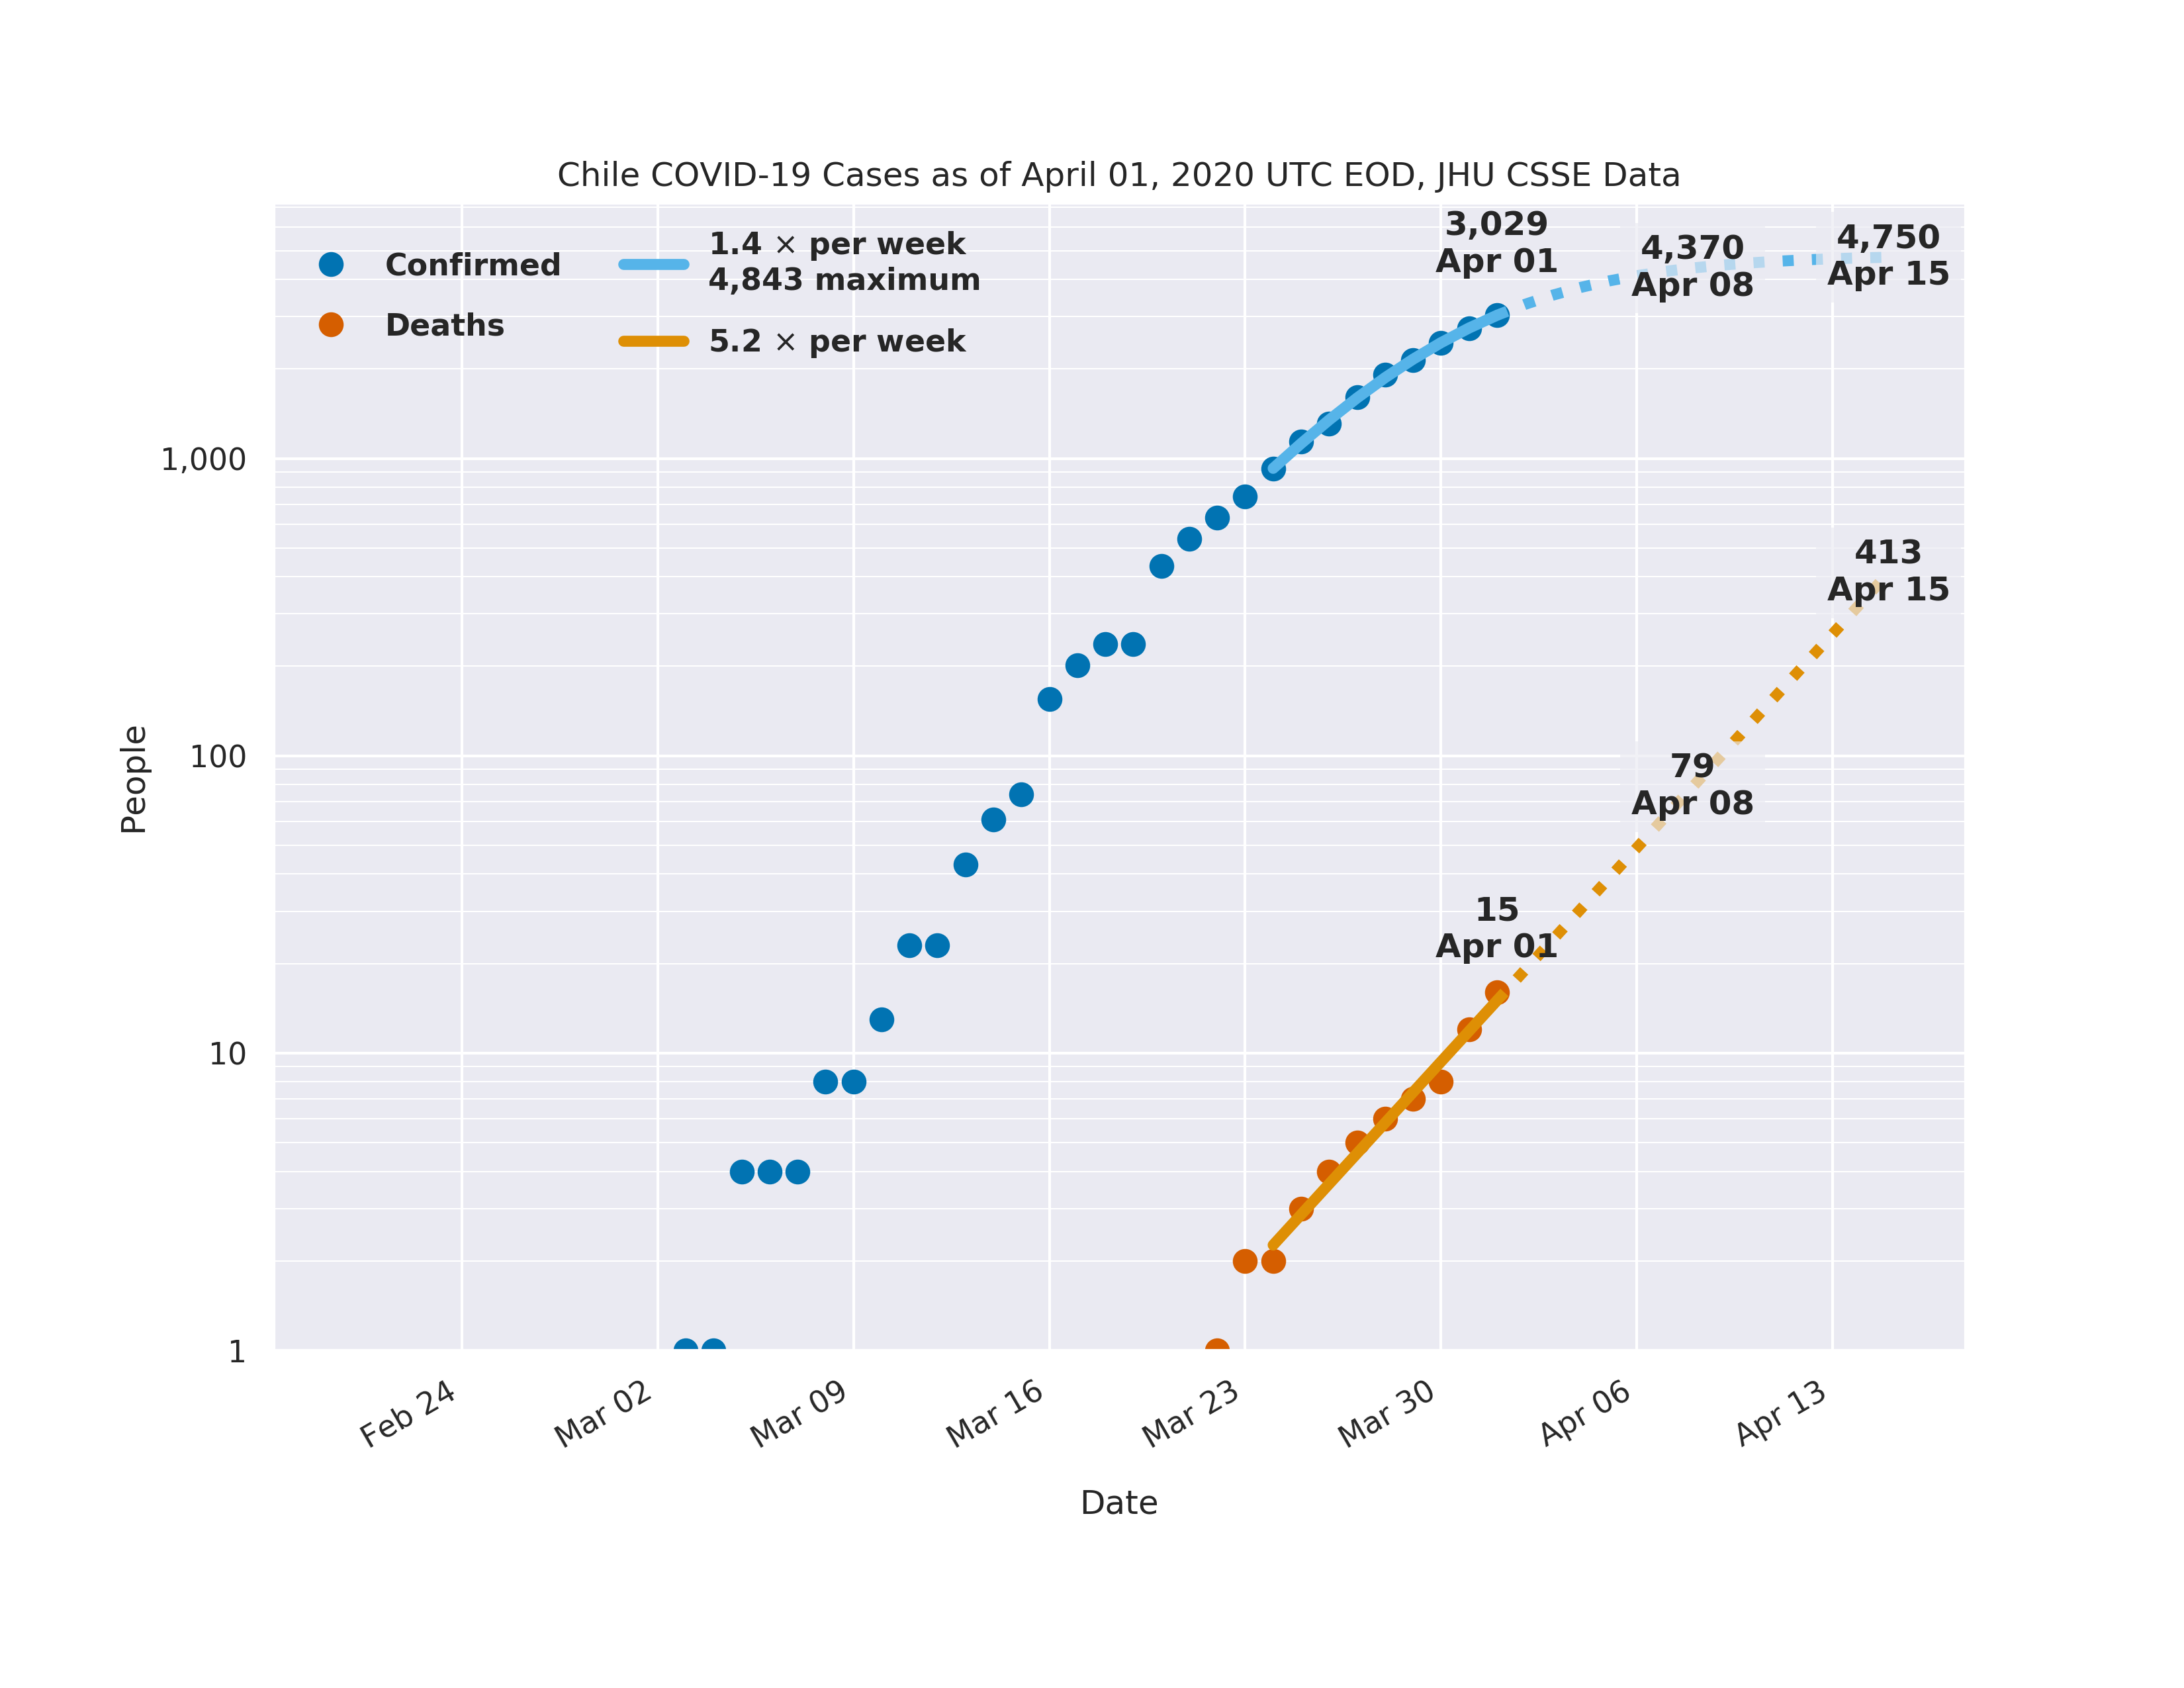 Chile COVID-19 Cases as of April 01, 2020 UTC EOD, JHU CSSE Data
Confirmed
Deaths
1.4 × per week
4,843 maximum
5.2 × per week
3,029
Apr 01
4,370
Apr 08
4,750
Apr 15
413
Apr 15
79
Apr 08
15
Apr 01
People
1,000
100
10
1
Feb 24
Mar 02
Mar 09
Mar 16
Mar 23
Mar 30
Apr 06
Apr 13
Date